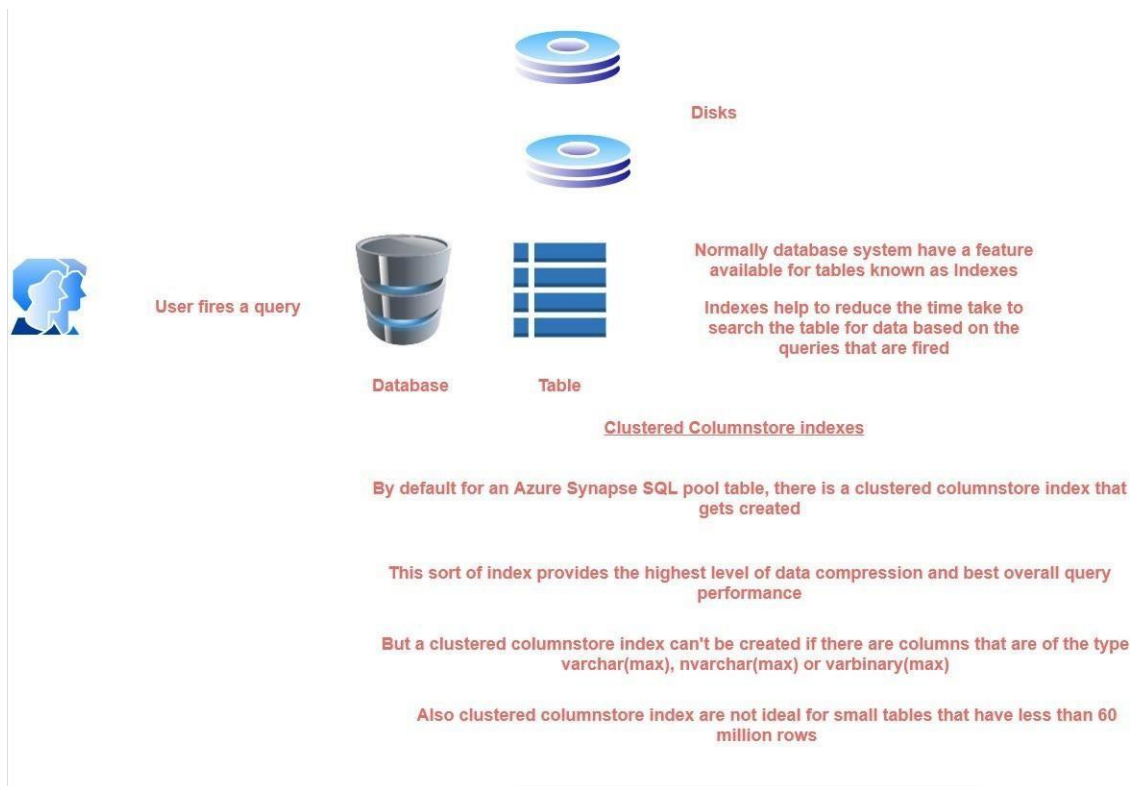 Disks
Normally database system have a feature
available for tables known as Indexes
User fires a query
Indexes help to reduce the time take to
search the table for data based on the
queries that are fired
Database
Table
Clustered Columnstore indexes
By default for an Azure Synapse SQL pool table, there is a clustered columnstore index that
gets created
This sort of index provides the highest level of data compression and best overall query
performance
But a clustered columnstore index can't be created if there are columns that are of the type
varchar(max), nvarchar(max) or varbinary(max)
Also clustered columnstore index are not ideal for small tables that have less than 60
million rows